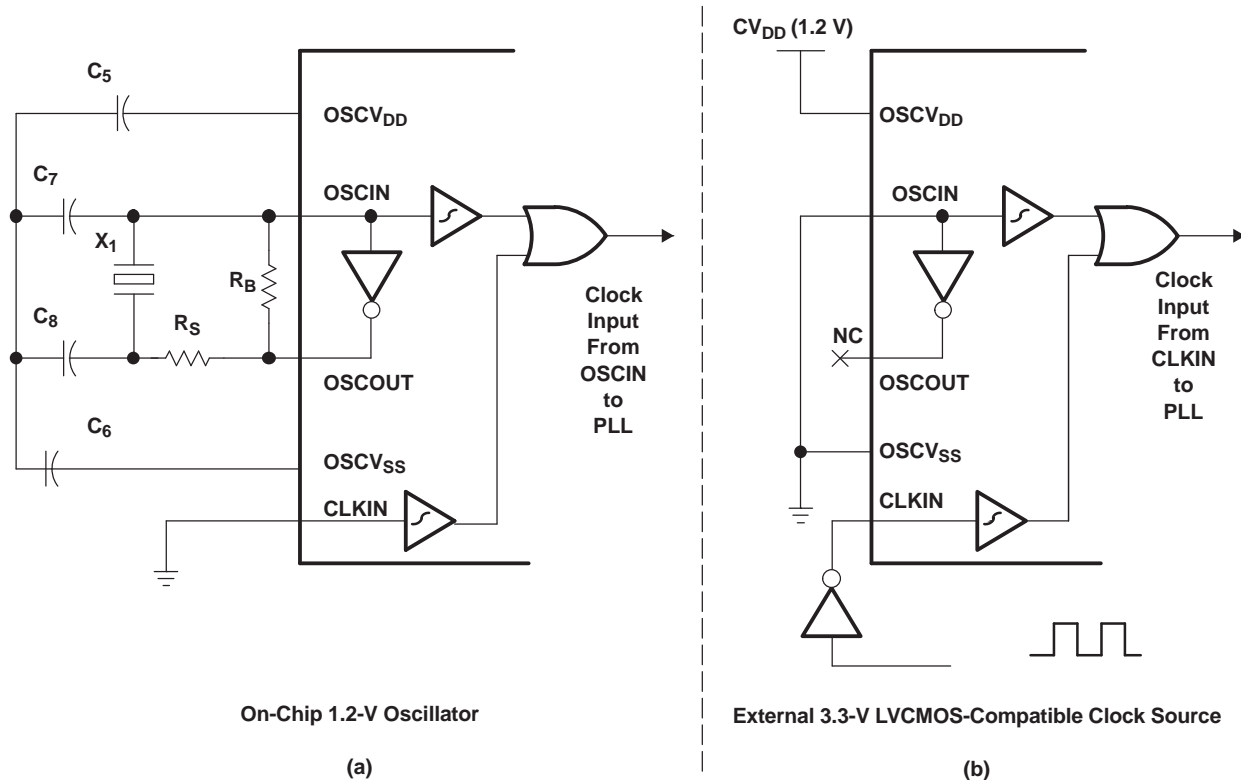 C5
OSCVDD
C7
OSCIN
X1
RB
C8
RS
OSCOUT
C6
OSCVSS
CLKIN
Clock
Input
From
OSCIN
to
PLL
On-Chip 1.2-V Oscillator
(a)
CVDD (1.2 V)
OSCVDD
OSCIN
NC
OSCOUT
OSCVSS
CLKIN
Clock
Input
From
CLKIN
to
PLL
External 3.3-V LVCMOS-Compatible Clock Source
(b)